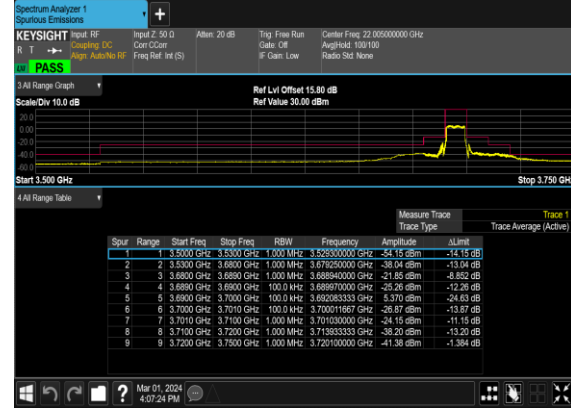 Spectrum Analyzer 1
Spurious Emissions
+
KEYSIGHT Input: RF Input Z: 50 Ω Atten: 20 dB Trig: Free Run Center Freq: 22.005000000 GHz
R T Coupling: DC Corr CCorr Gate: Off Avg|Hold: 100/100
Align: Auto/No RF Freq Ref: Int (S) IF Gain: Low Radio Std: None
LXI PASS
3 All Range Graph
Ref Lvl Offset 15.80 dB
Scale/Div 10.0 dB Ref Value 30.00 dBm
20.0
0.00
-20.0
-40.0
-60.0
Start 3.500 GHz Stop 3.750 GH
4 All Range Table
Measure Trace Trace 1
Trace Type Trace Average (Active)
Spur Range Start Freq Stop Freq RBW Frequency Amplitude ΔLimit
1 1 3.5000 GHz 3.5300 GHz 1.000 MHz 3.529300000 GHz -54.15 dBm -14.15 dB
2 2 3.5300 GHz 3.6800 GHz 1.000 MHz 3.679250000 GHz -38.04 dBm -13.04 dB
3 3 3.6800 GHz 3.6890 GHz 1.000 MHz 3.688940000 GHz -21.85 dBm -8.852 dB
4 4 3.6890 GHz 3.6900 GHz 100.0 kHz 3.689970000 GHz -25.26 dBm -12.26 dB
5 5 3.6900 GHz 3.7000 GHz 100.0 kHz 3.692083333 GHz 5.370 dBm -24.63 dB
6 6 3.7000 GHz 3.7010 GHz 100.0 kHz 3.700011667 GHz -26.87 dBm -13.87 dB
7 7 3.7010 GHz 3.7100 GHz 1.000 MHz 3.701030000 GHz -24.15 dBm -11.15 dB
8 8 3.7100 GHz 3.7200 GHz 1.000 MHz 3.713933333 GHz -38.20 dBm -13.20 dB
9 9 3.7200 GHz 3.7500 GHz 1.000 MHz 3.720100000 GHz -41.38 dBm -1.384 dB
? Mar 01, 2024
4:07:24 PM